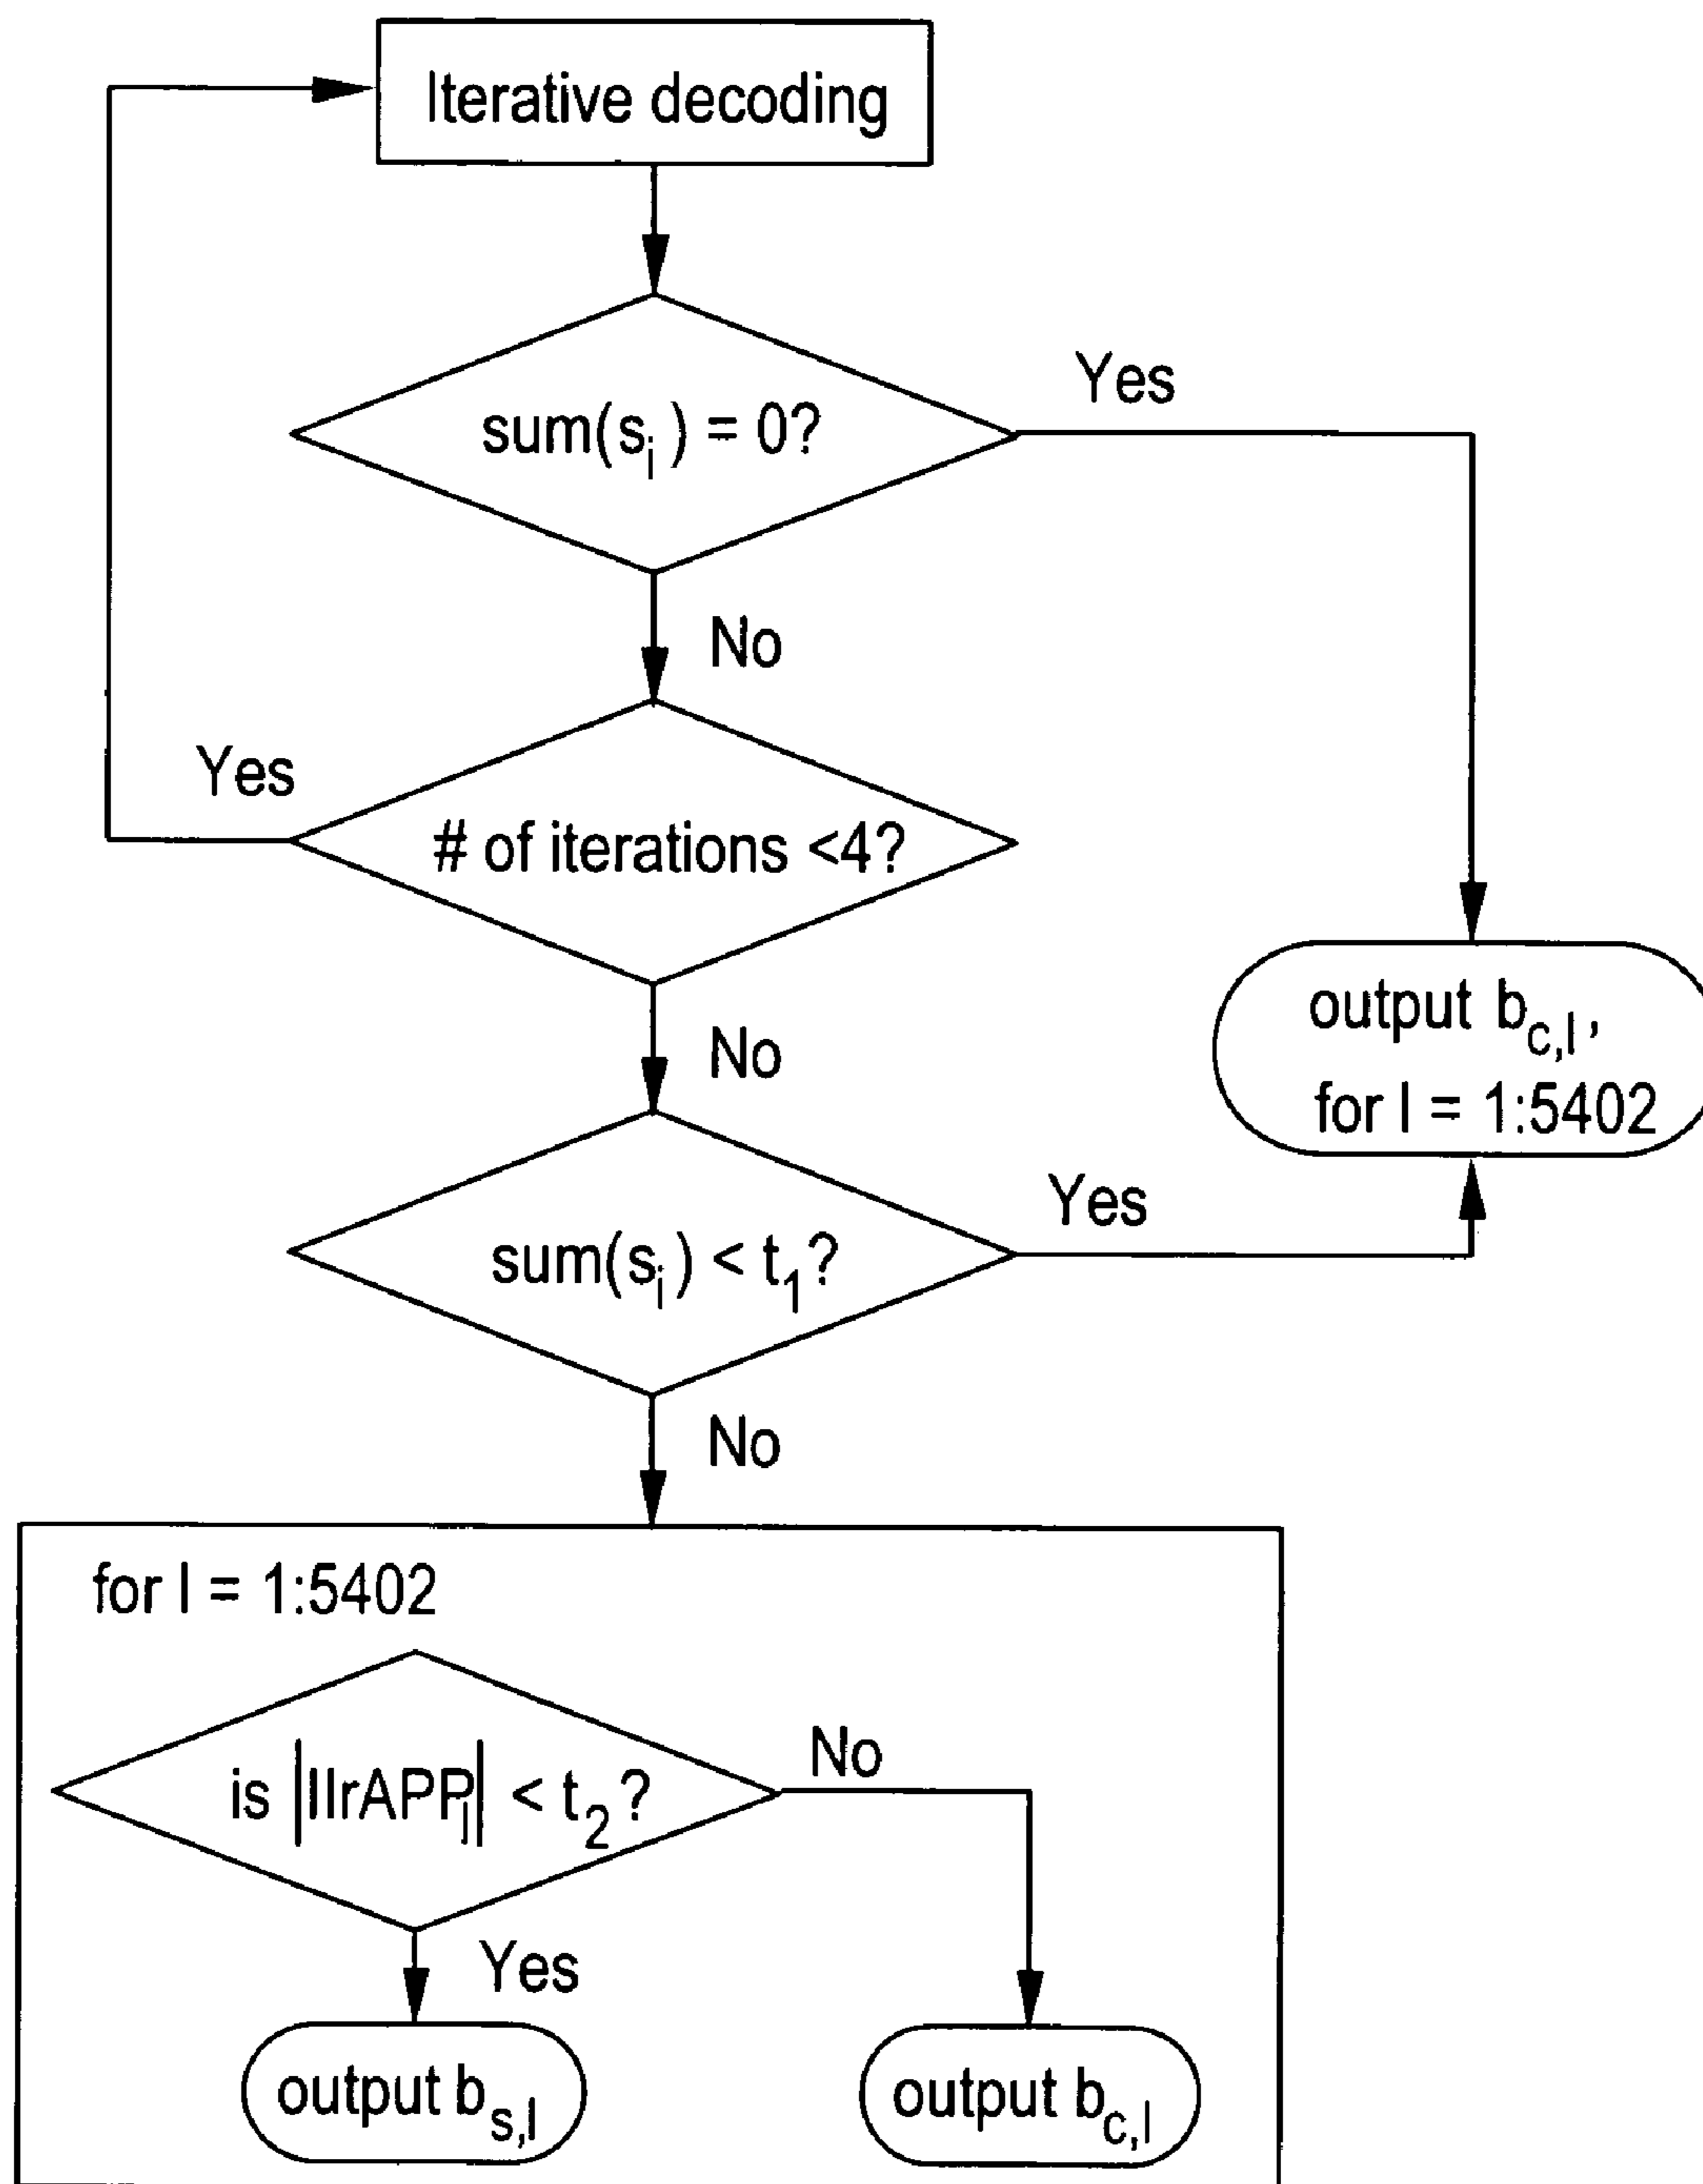 Iterative decoding
sum(s_i) = 0?
Yes
No
Yes
# of iterations <4?
output b_c,l,
for l = 1:5402
No
Yes
sum(s_i) < t_1?
No
for l = 1:5402
No
is |llrAPP_l| < t_2?
Yes
output b_s,l
output b_c,l